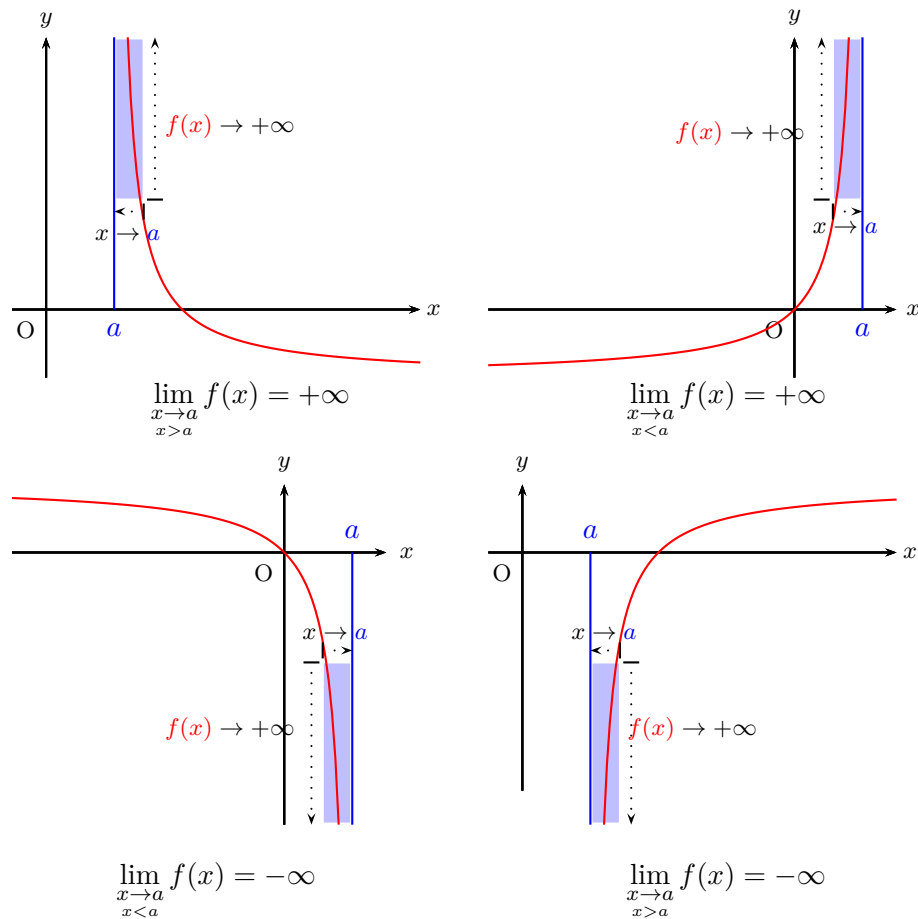 y
y
f(x) → +∞
f(x) → +∞
x → a
x → a
x
x
O
a
O
a
lim f(x) = +∞
x→a
x>a
lim f(x) = +∞
x→a
x<a
y
y
a
a
x
x
O
O
x → a
x → a
f(x) → +∞
f(x) → +∞
lim f(x) = −∞
x→a
x<a
lim f(x) = −∞
x→a
x>a